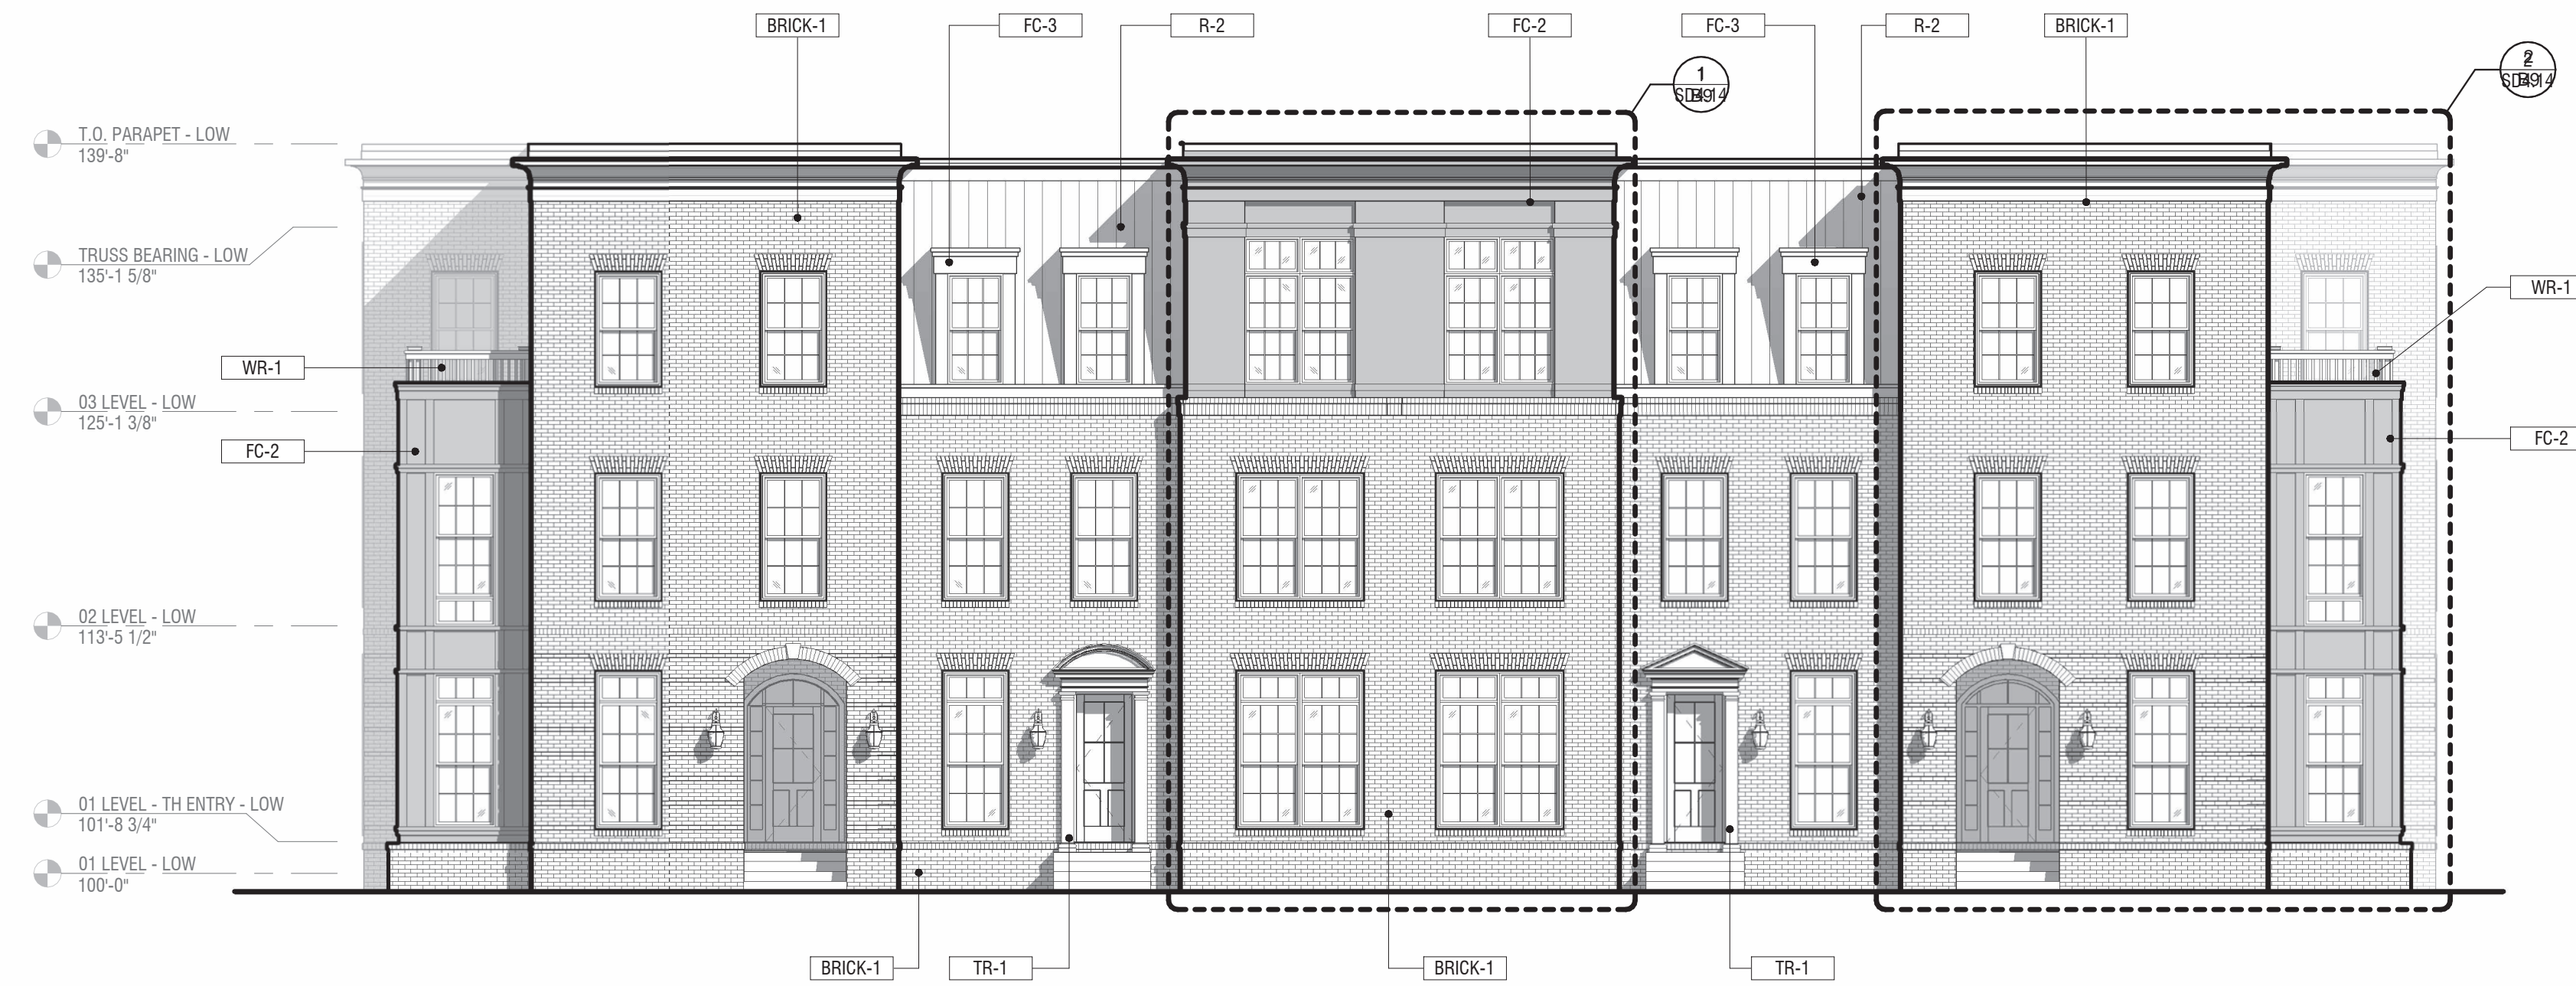 BRICK-1
FC-3
R-2
FC-2
FC-3
R-2
BRICK-1
1
2
T.O. PARAPET - LOW
139'-8"
TRUSS BEARING - LOW
135'-1 5/8"
WR-1
WR-1
03 LEVEL - LOW
125'-1 3/8"
FC-2
FC-2
02 LEVEL - LOW
113'-5 1/2"
01 LEVEL - TH ENTRY - LOW
101'-8 3/4"
01 LEVEL - LOW
100'-0"
BRICK-1
TR-1
BRICK-1
TR-1